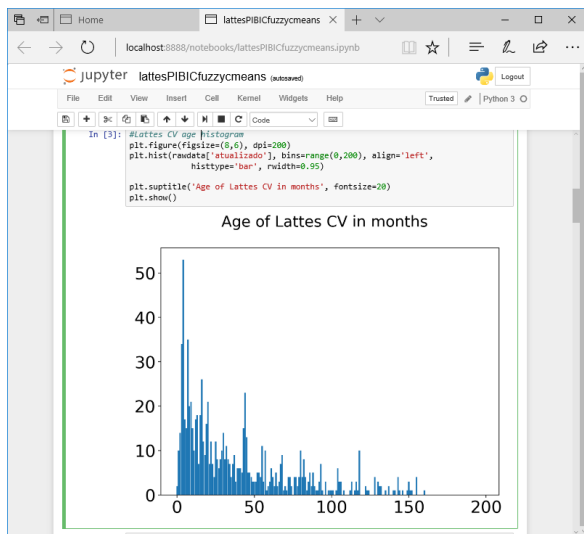 Home
lattesPIBICfuzzycmeans
localhost:8888/notebooks/lattesPIBICfuzzycmeans.ipynb
jupyter lattesPIBICfuzzycmeans (autosaved)
Logout
File Edit View Insert Cell Kernel Widgets Help
Trusted Python 3
Code
In [3]: #Lattes CV age histogram
plt.figure(figsize=(8,6), dpi=200)
plt.hist(rawdata['atualizado'], bins=range(0,200), align='left',
histtype='bar', rwidth=0.95)
plt.suptitle('Age of Lattes CV in months', fontsize=20)
plt.show()
Age of Lattes CV in months
50
40
30
20
10
0
0 50 100 150 200